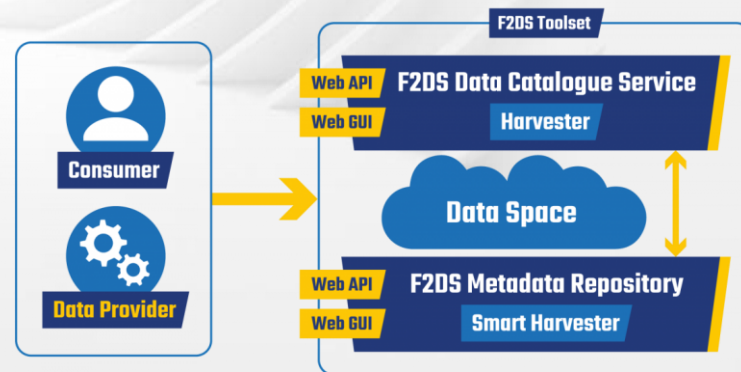 F2DS Toolset
Web API
F2DS Data Catalogue Service
Web GUI
Harvester
Consumer
Data Space
Data Provider
Web API
F2DS Metadata Repository
Web GUI
Smart Harvester